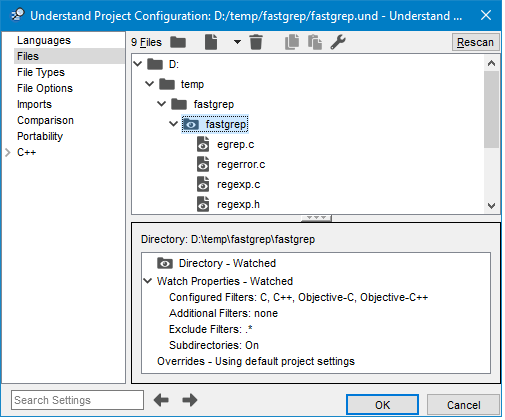 Understand Project Configuration: D:/temp/fastgrep/fastgrep.und - Understand ...
Languages
Files
File Types
File Options
Imports
Comparison
Portability
C++
9 Files
Rescan
D:
temp
fastgrep
fastgrep
egrep.c
regerror.c
regexp.c
regexp.h
Directory: D:\temp\fastgrep\fastgrep
Directory - Watched
Watch Properties - Watched
Configured Filters: C, C++, Objective-C, Objective-C++
Additional Filters: none
Exclude Filters: .*
Subdirectories: On
Overrides - Using default project settings
Search Settings
OK
Cancel